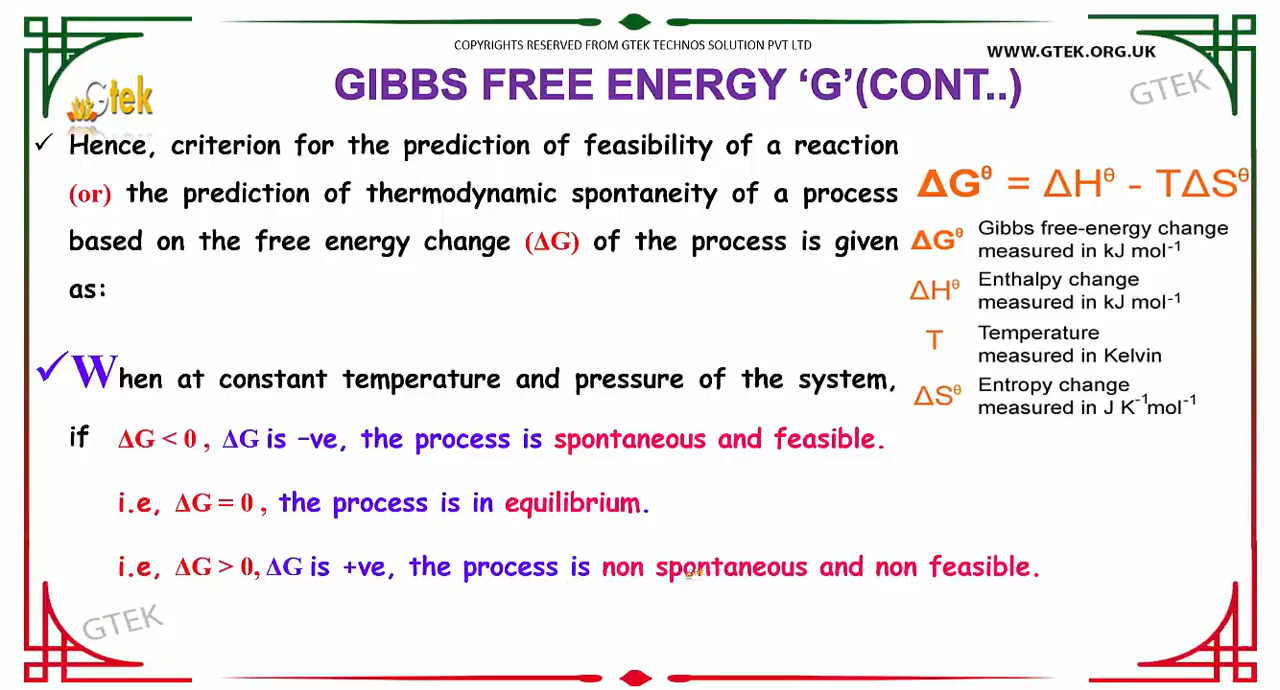 COPYRIGHTS RESERVED FROM GTEK TECHNOS SOLUTION PVT LTD
WWW.GTEK.ORG.UK
Gtek
GIBBS FREE ENERGY ‘G’(CONT..)
GTEK
✓ Hence, criterion for the prediction of feasibility of a reaction
(or) the prediction of thermodynamic spontaneity of a process
based on the free energy change (ΔG) of the process is given
as:
✓When at constant temperature and pressure of the system,
if ΔG < 0 , ΔG is –ve, the process is spontaneous and feasible.
i.e, ΔG = 0 , the process is in equilibrium.
i.e, ΔG > 0, ΔG is +ve, the process is non spontaneous and non feasible.
ΔG^θ = ΔH^θ - TΔS^θ
ΔG^θ Gibbs free-energy change
measured in kJ mol⁻¹
ΔH^θ Enthalpy change
measured in kJ mol⁻¹
T Temperature
measured in Kelvin
ΔS^θ Entropy change
measured in J K⁻¹mol⁻¹
GTEK